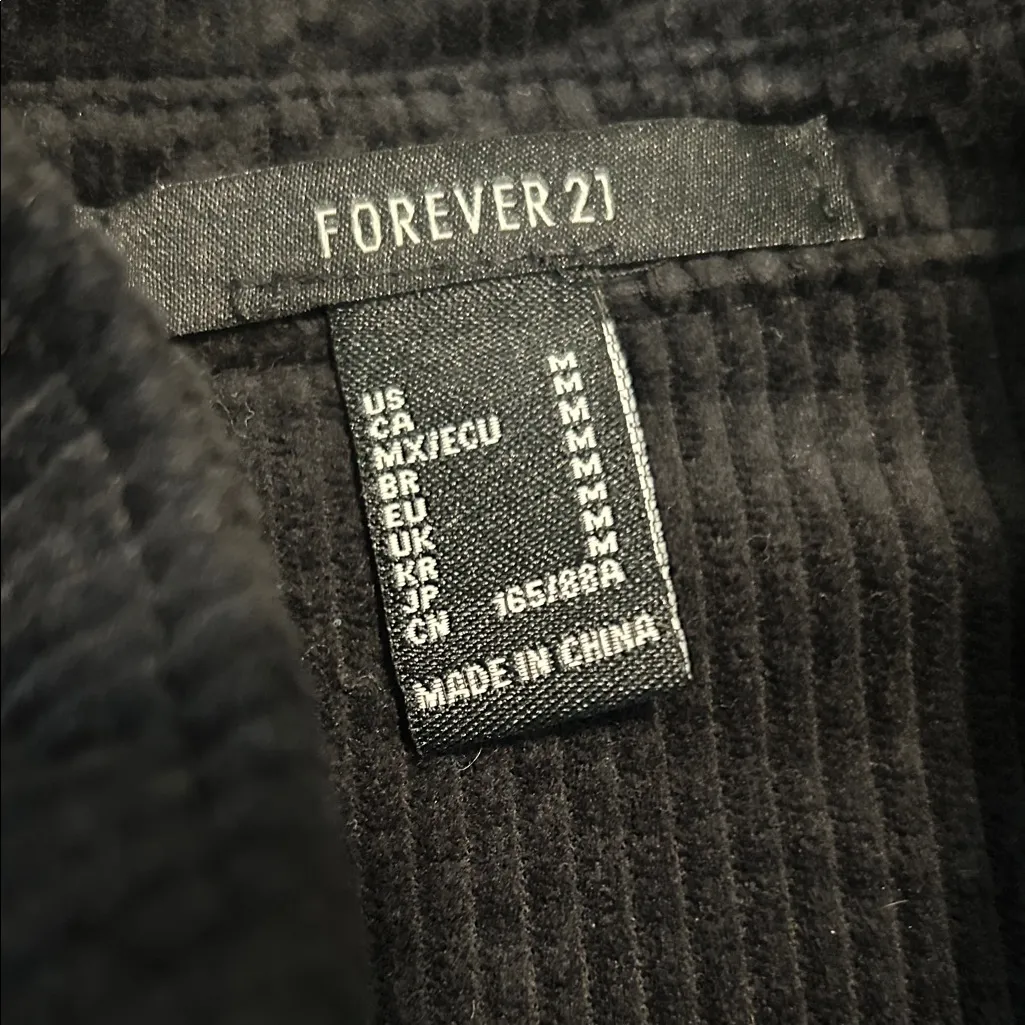 FOREVER 21
US M
CA M
MX/ECU M
BR M
EU M
UK M
KR M
JP M
CN 165/88A
MADE IN CHINA